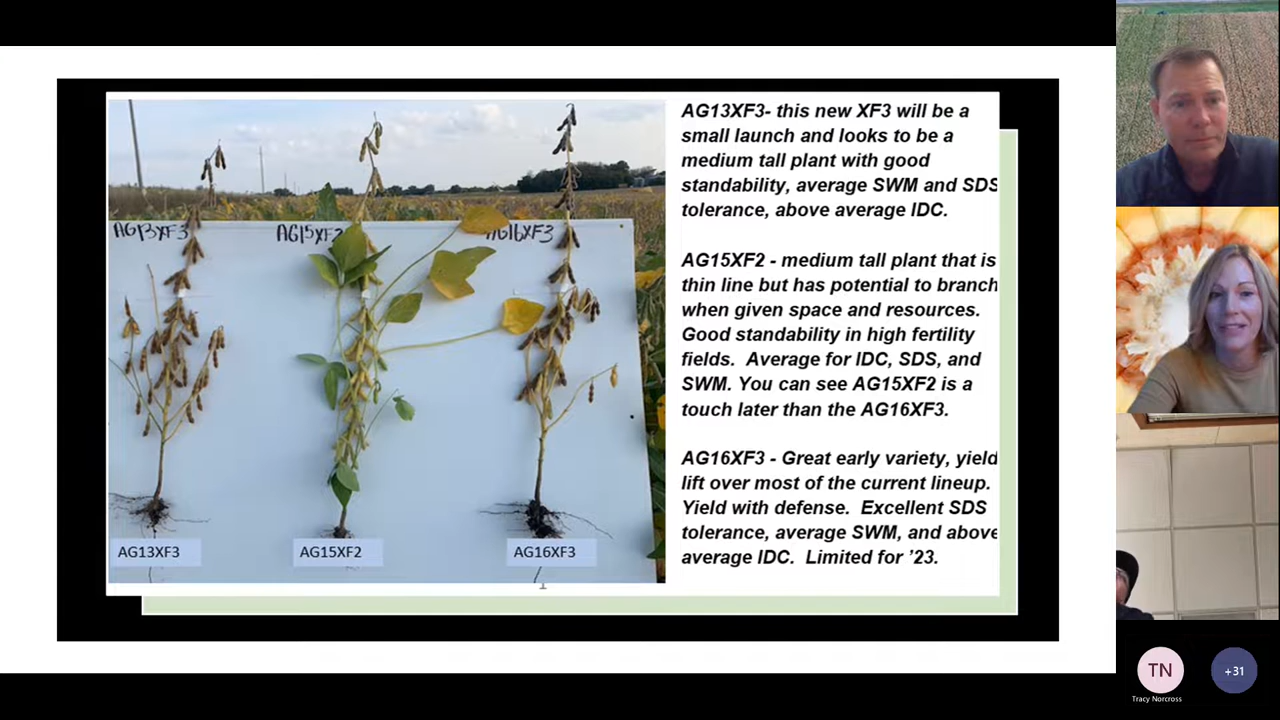 AG13XF3- this new XF3 will be a
small launch and looks to be a
medium tall plant with good
standability, average SWM and SDS
tolerance, above average IDC.
AG15XF2 - medium tall plant that is
thin line but has potential to branch
when given space and resources.
Good standability in high fertility
fields. Average for IDC, SDS, and
SWM. You can see AG15XF2 is a
touch later than the AG16XF3.
AG16XF3 - Great early variety, yield
lift over most of the current lineup.
Yield with defense. Excellent SDS
tolerance, average SWM, and above
average IDC. Limited for ’23.
AG13XF3
AG16XF3
AG13XF3
AG15XF2
AG16XF3
TN
Tracy Norcross
+31